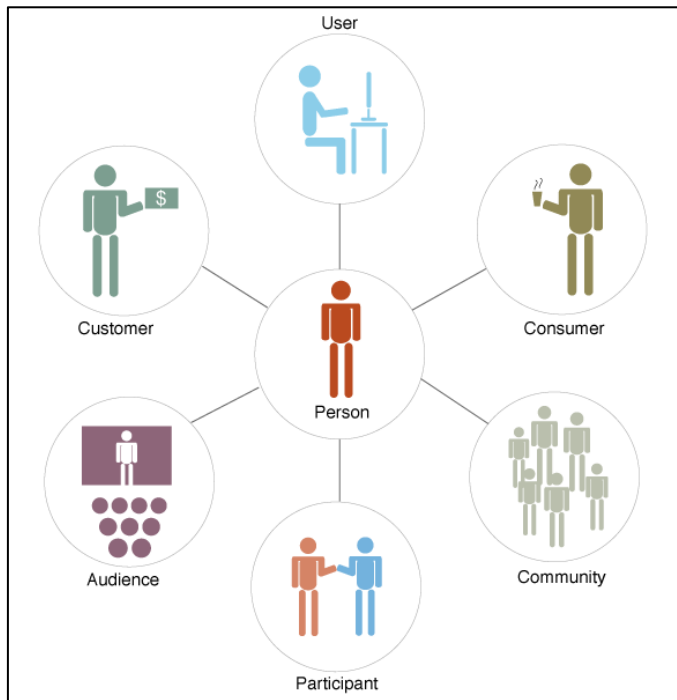 User
$
Customer
Consumer
Person
Audience
Community
Participant